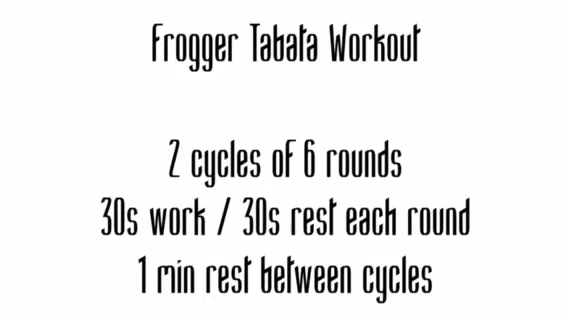 Frogger Tabata Workout
2 cycles of 6 rounds
30s work / 30s rest each round
1 min rest between cycles